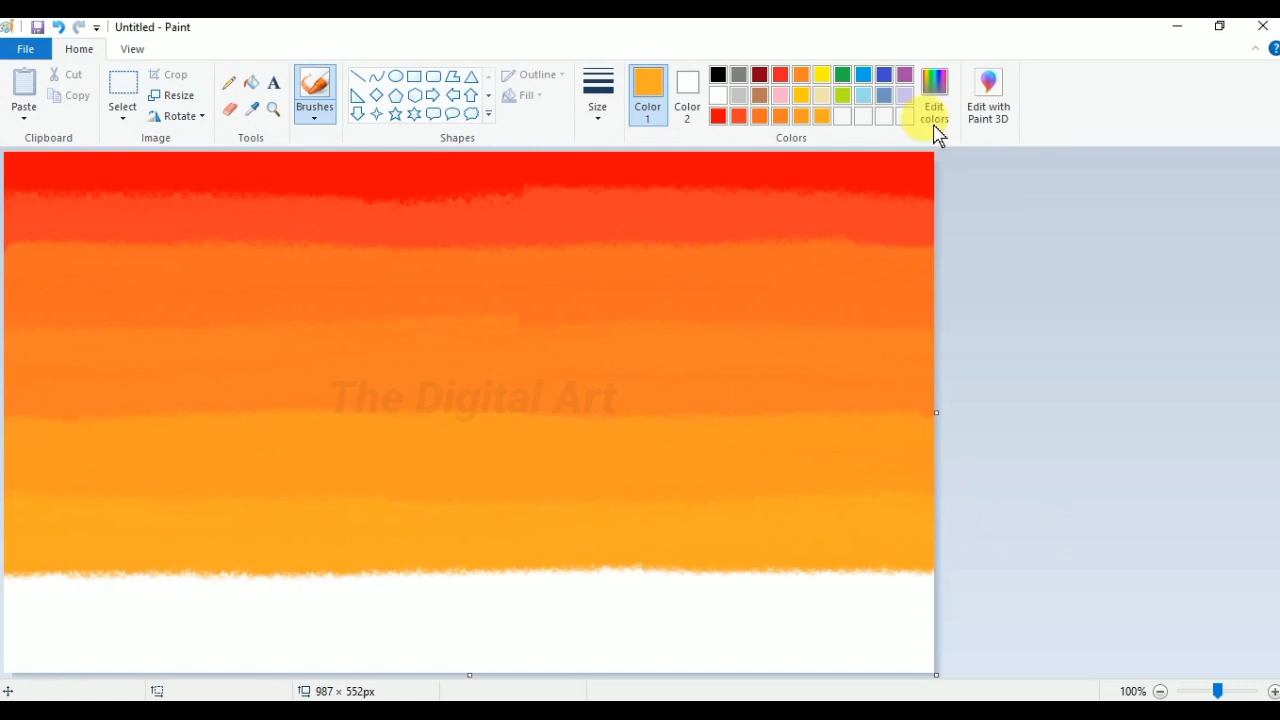 Untitled - Paint
File Home View
Paste
Cut
Copy
Clipboard
Select
Crop
Resize
Rotate
Image
Tools
Brushes
Shapes
Outline
Fill
Size
Color 1
Color 2
Colors
Edit colors
Edit with Paint 3D
The Digital Art
987 × 552px
100%